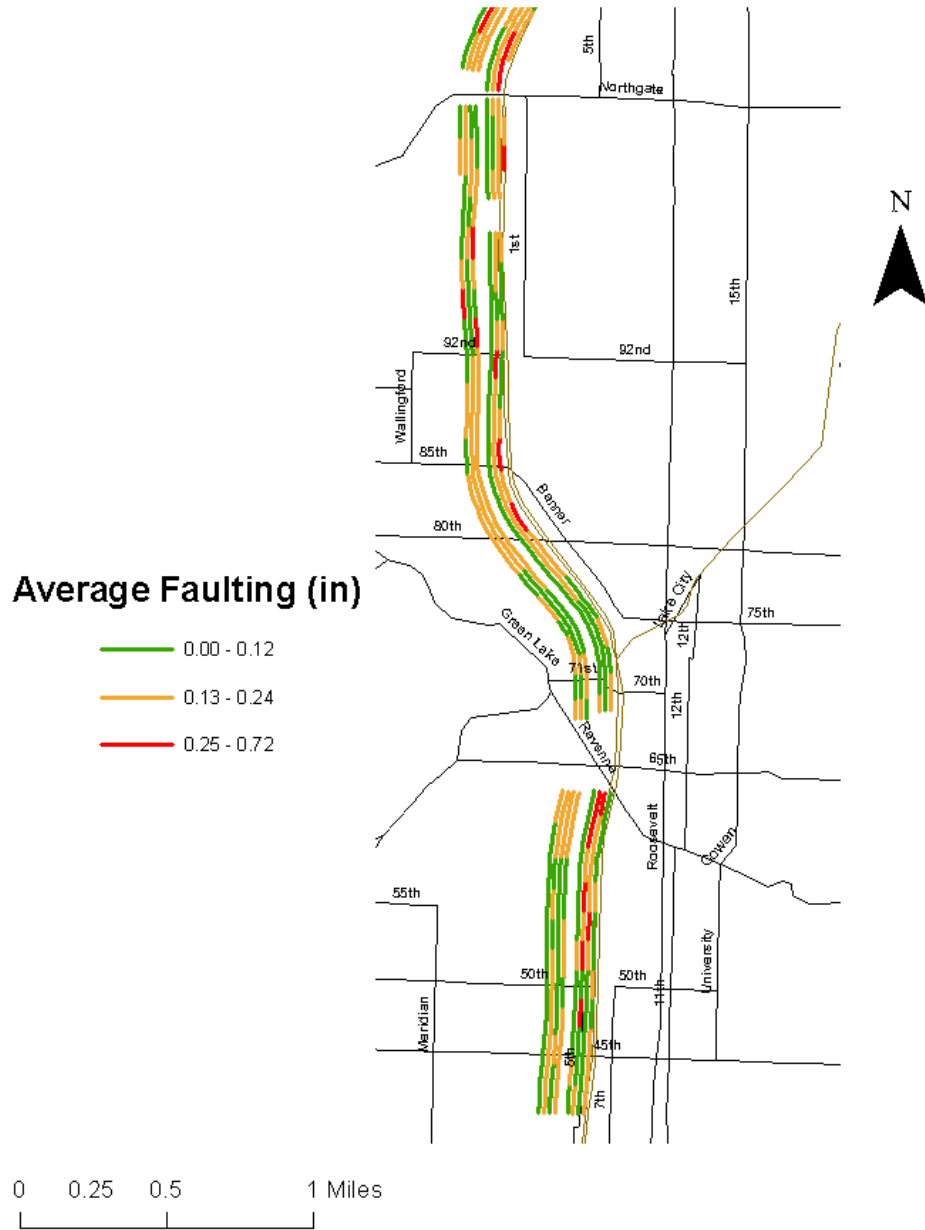 5th
Northgate
N
1st
15th
92nd
92nd
Wallingford
85th
Banner
80th
Average Faulting (in)
Lake City
75th
0.00 - 0.12
Green Lake
12th
71st
70th
0.13 - 0.24
12th
0.25 - 0.72
Ravenna
65th
Roosevelt
Cowen
55th
University
50th
50th
11th
Meridian
45th
5th
7th
0 0.25 0.5 1 Miles